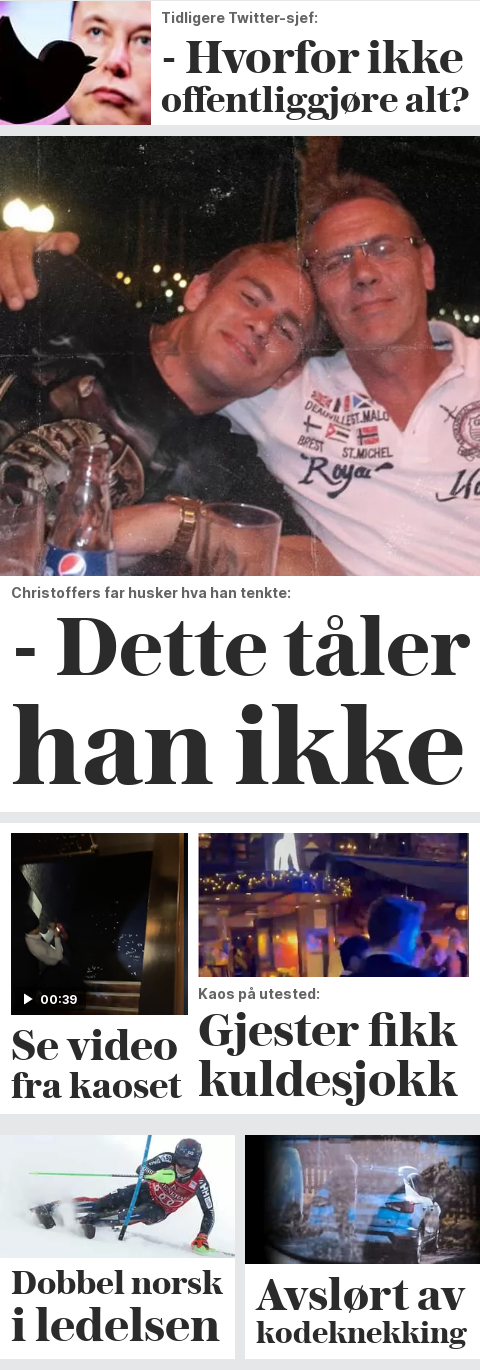 Tidligere Twitter-sjef:
- Hvorfor ikke
offentliggjøre alt?
DEAUVILLE ST. MALO
BREST ST. MICHEL
Royal
Christoffers far husker hva han tenkte:
- Dette tåler
han ikke
00:39
Se video
fra kaoset
Kaos på utested:
Gjester fikk
kuldesjokk
Dobbel norsk
i ledelsen
Avslørt av
kodeknekking